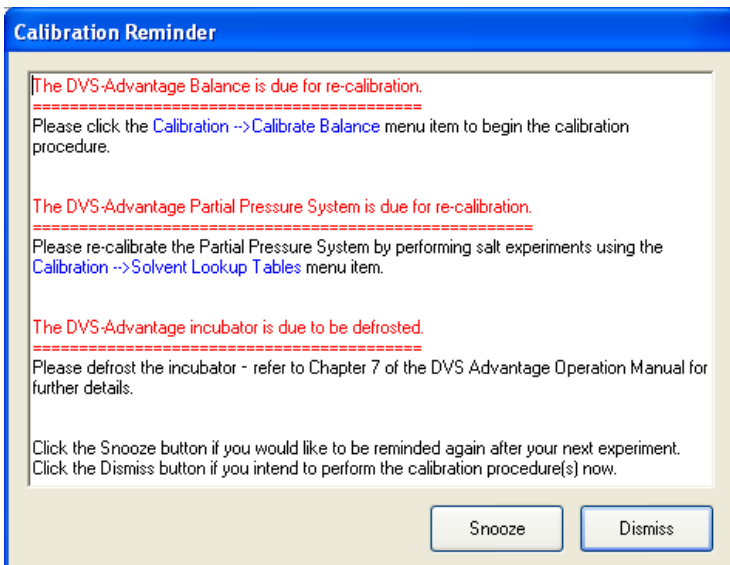 Calibration Reminder
The DVS-Advantage Balance is due for re-calibration.
==========================================
Please click the Calibration -->Calibrate Balance menu item to begin the calibration
procedure.
The DVS-Advantage Partial Pressure System is due for re-calibration.
======================================================
Please re-calibrate the Partial Pressure System by performing salt experiments using the
Calibration -->Solvent Lookup Tables menu item.
The DVS-Advantage incubator is due to be defrosted.
==========================================
Please defrost the incubator - refer to Chapter 7 of the DVS Advantage Operation Manual for
further details.
Click the Snooze button if you would like to be reminded again after your next experiment.
Click the Dismiss button if you intend to perform the calibration procedure(s) now.
Snooze
Dismiss